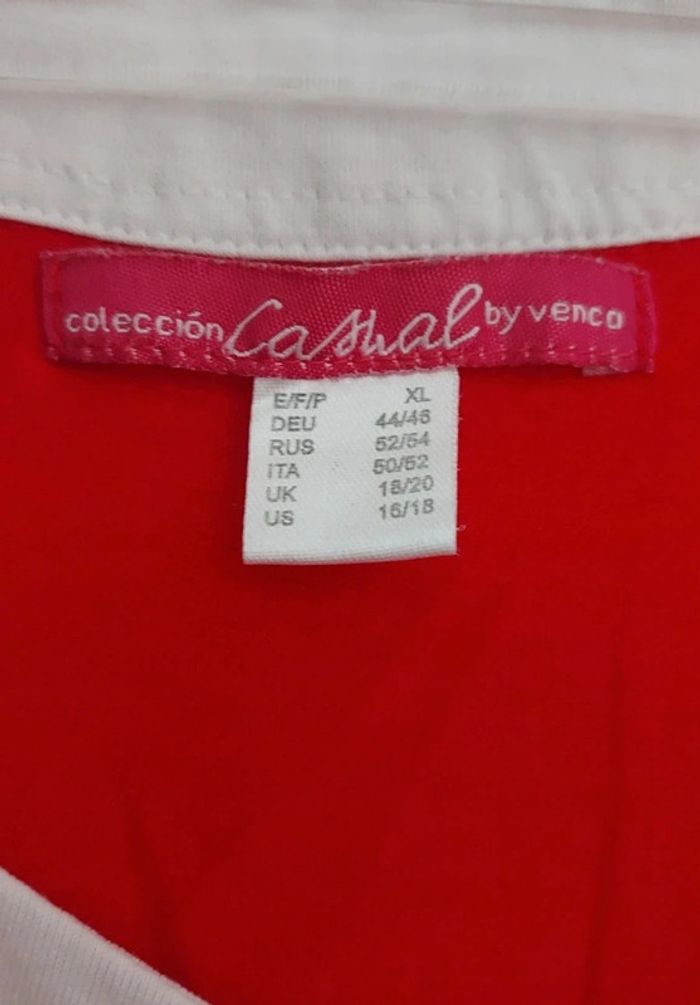 colección Casual by venca
E/F/P XL
DEU 44/46
RUS 52/54
ITA 50/52
UK 18/20
US 16/18